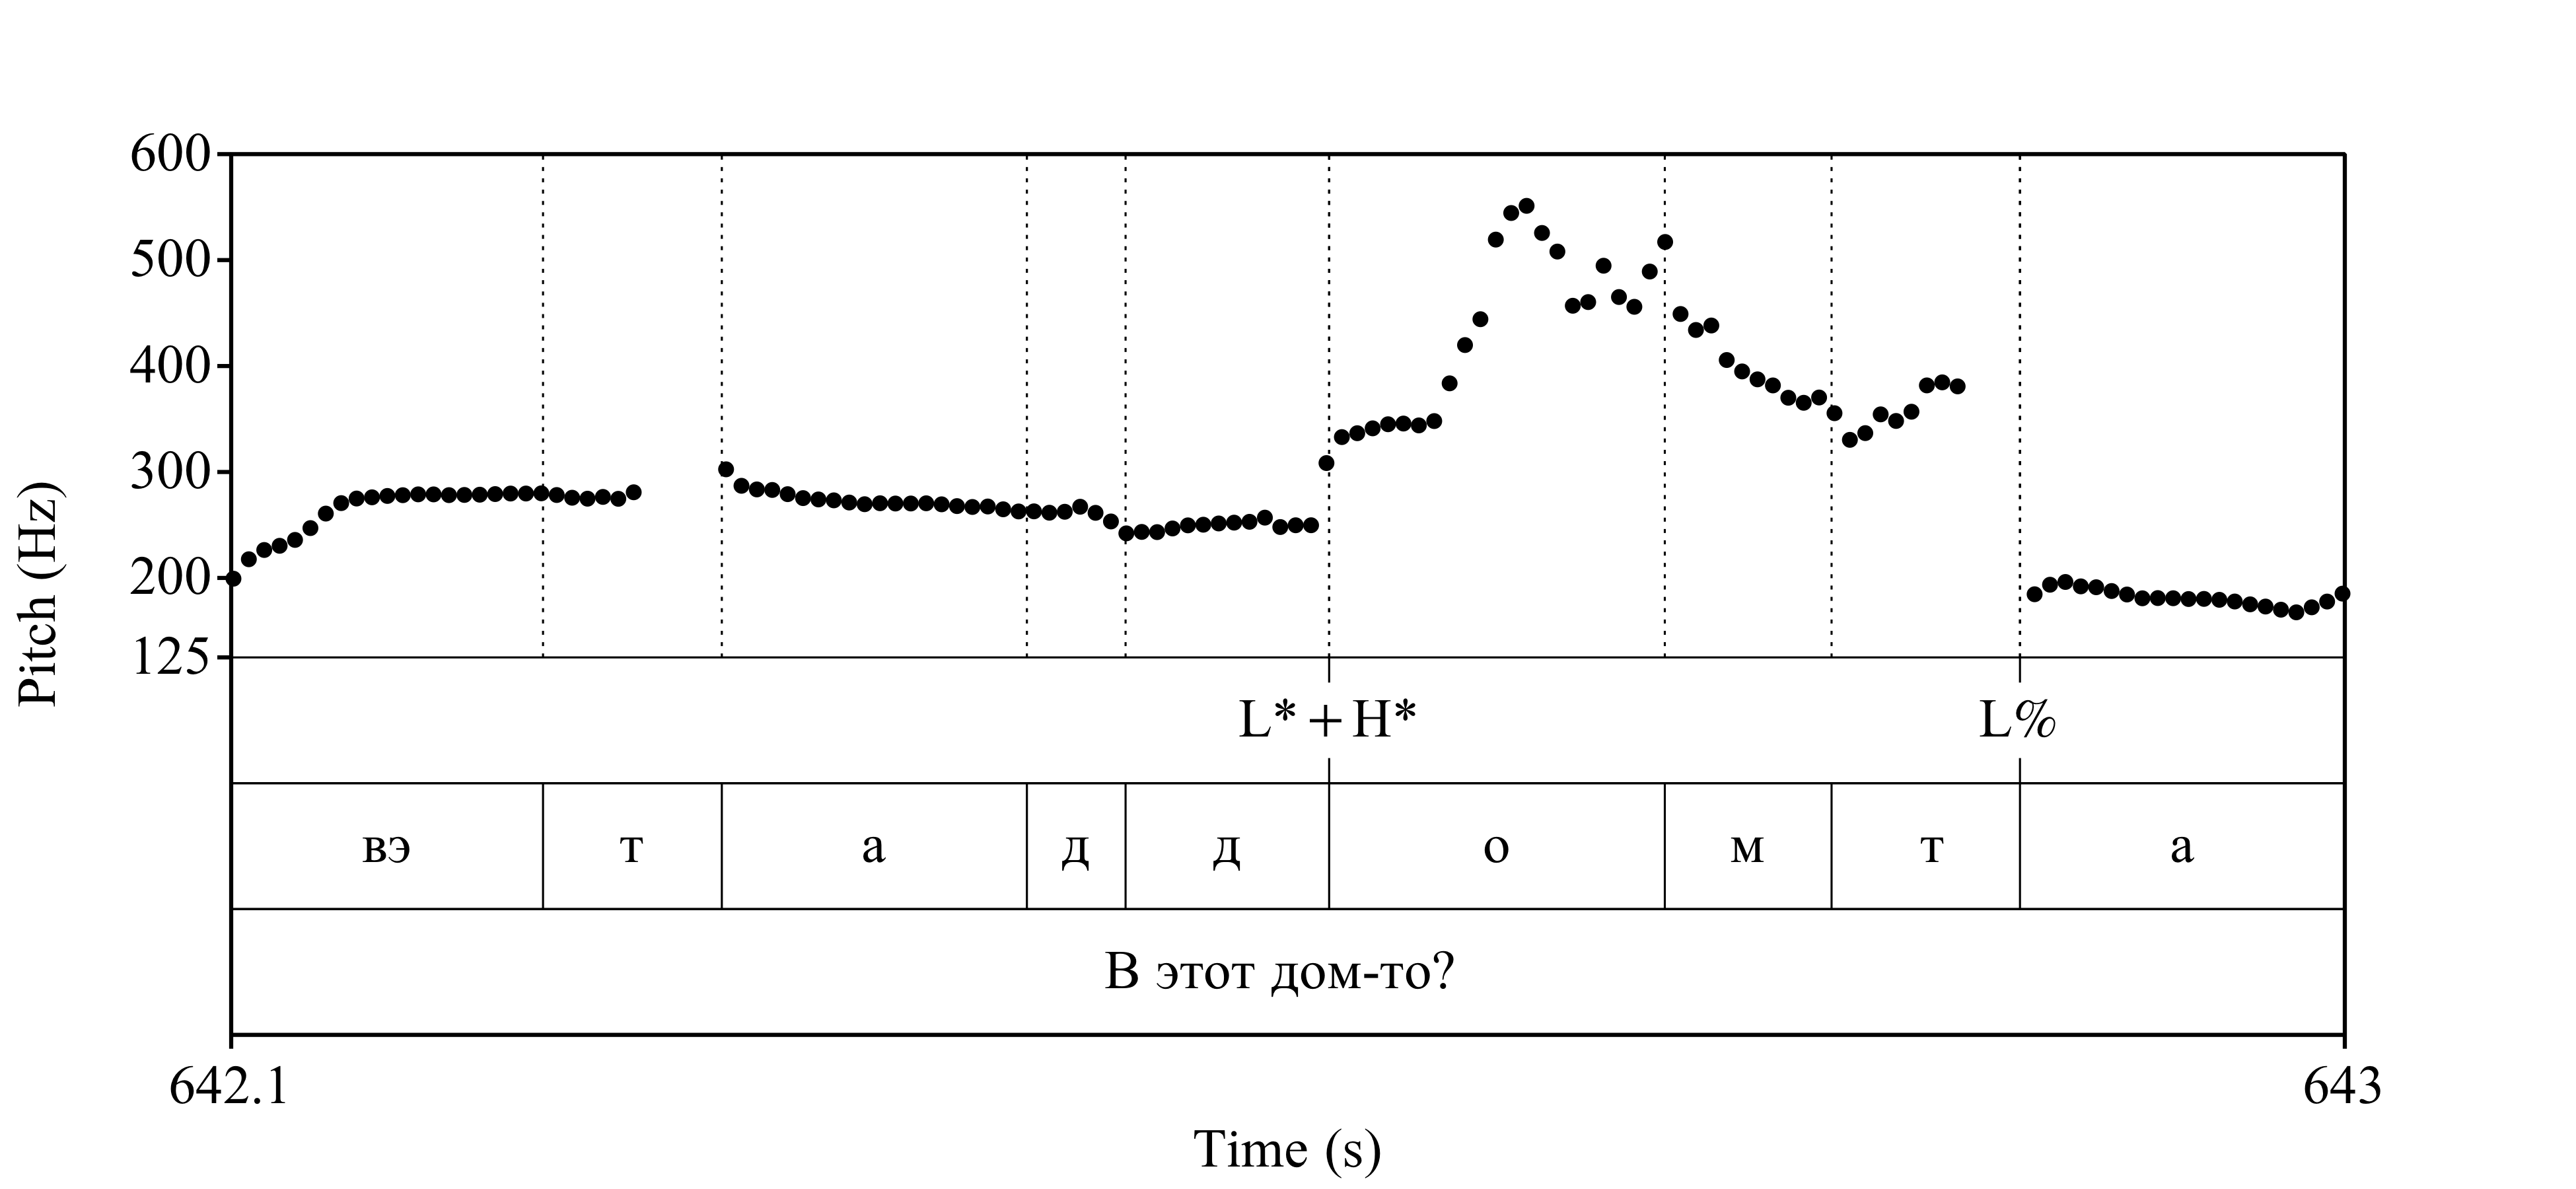 600
500
400
300
200
125
Pitch (Hz)
L*+H* L%
вэ т а д д о м т а
В этот дом-то?
642.1 643
Time (s)